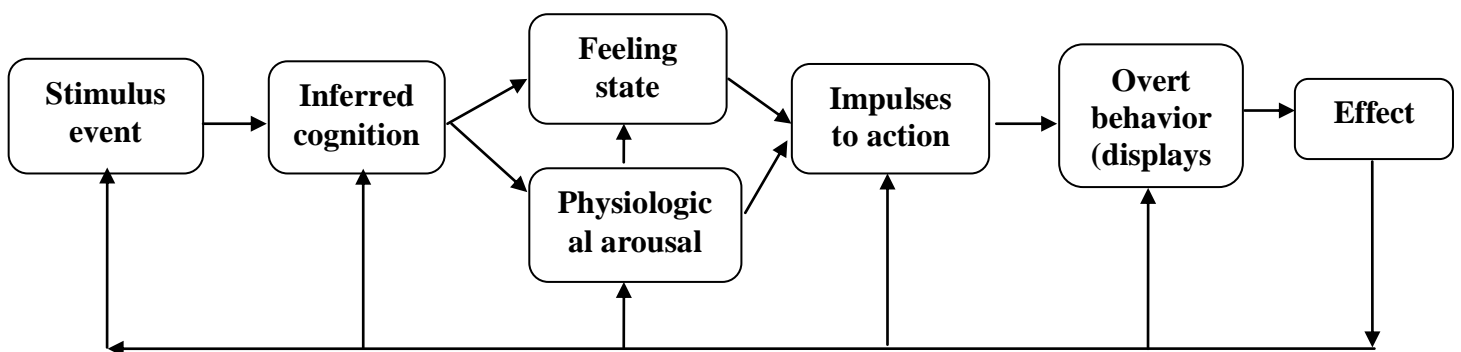 Stimulus
event
Inferred
cognition
Feeling
state
Physiologic
al arousal
Impulses
to action
Overt
behavior
(displays
Effect